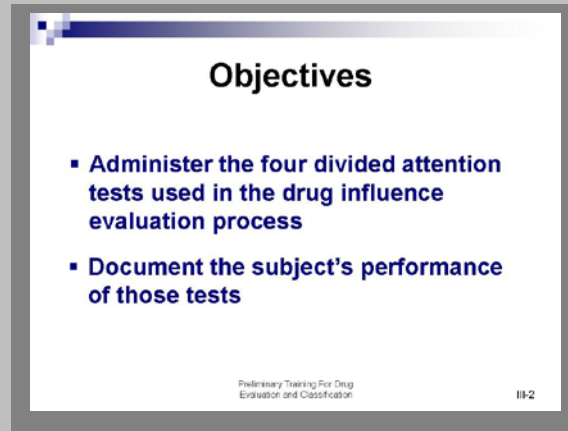 Objectives
▪ Administer the four divided attention
tests used in the drug influence
evaluation process
▪ Document the subject's performance
of those tests
Preliminary Training For Drug
Evaluation and Classification
III-2